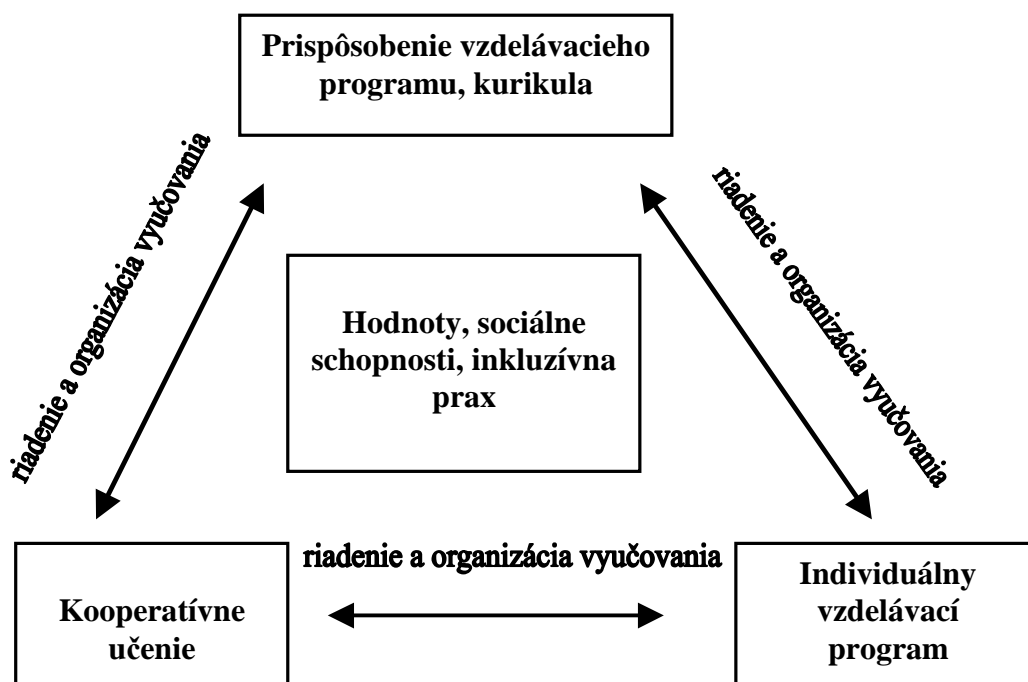 Prispôsobenie vzdelávacieho
programu, kurikula
riadenie a organizácia vyučovania
riadenie a organizácia vyučovania
Hodnoty, sociálne
schopnosti, inkluzívna
prax
riadenie a organizácia vyučovania
Kooperatívne
učenie
Individuálny
vzdelávací
program